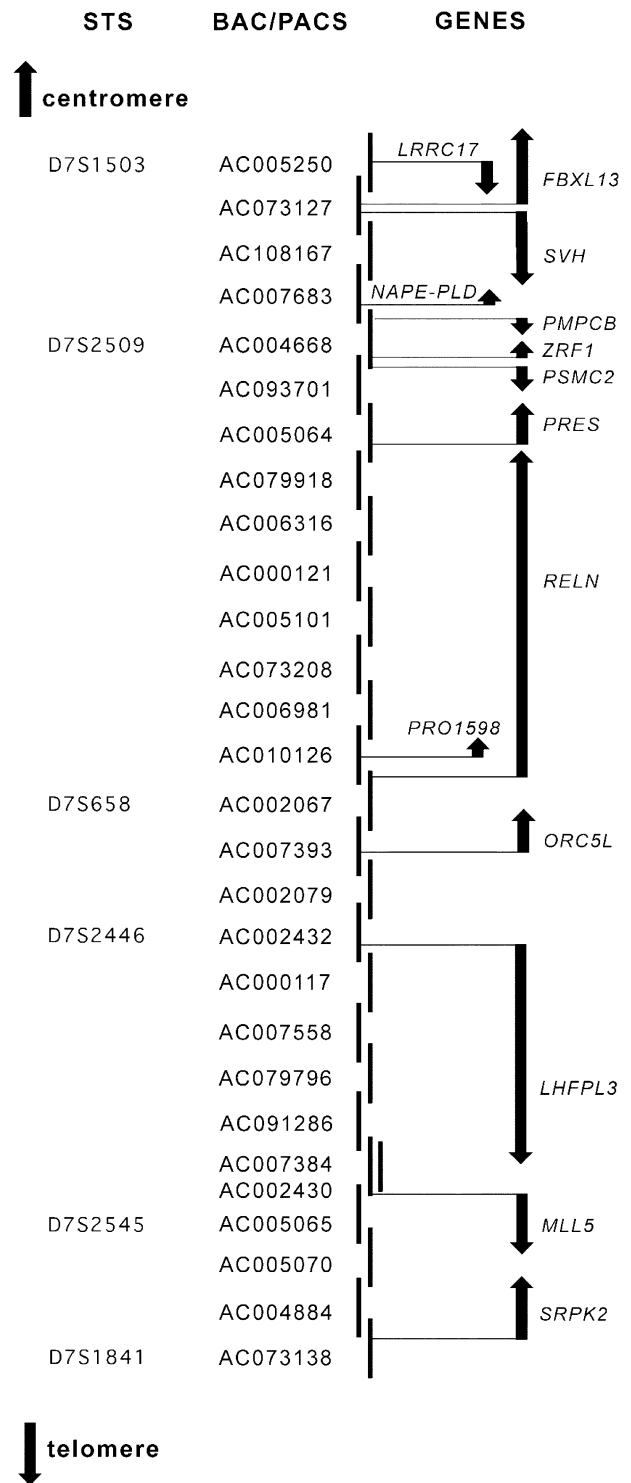 STS BAC/PACS GENES
centromere
LRRC17
D7S1503 AC005250
FBXL13
AC073127
AC108167 SVH
NAPE-PLD
AC007683
PMPCB
D7S2509 AC004668
ZRF1
PSMC2
AC093701
PRES
AC005064
AC079918
AC006316
AC000121 RELN
AC005101
AC073208
AC006981
PRO1598
AC010126
D7S658 AC002067
ORC5L
AC007393
AC002079
D7S2446 AC002432
AC000117
AC007558
AC079796
LHFPL3
AC091286
AC007384
AC002430
D7S2545 AC005065 MLL5
AC005070
AC004884 SRPK2
D7S1841 AC073138
telomere